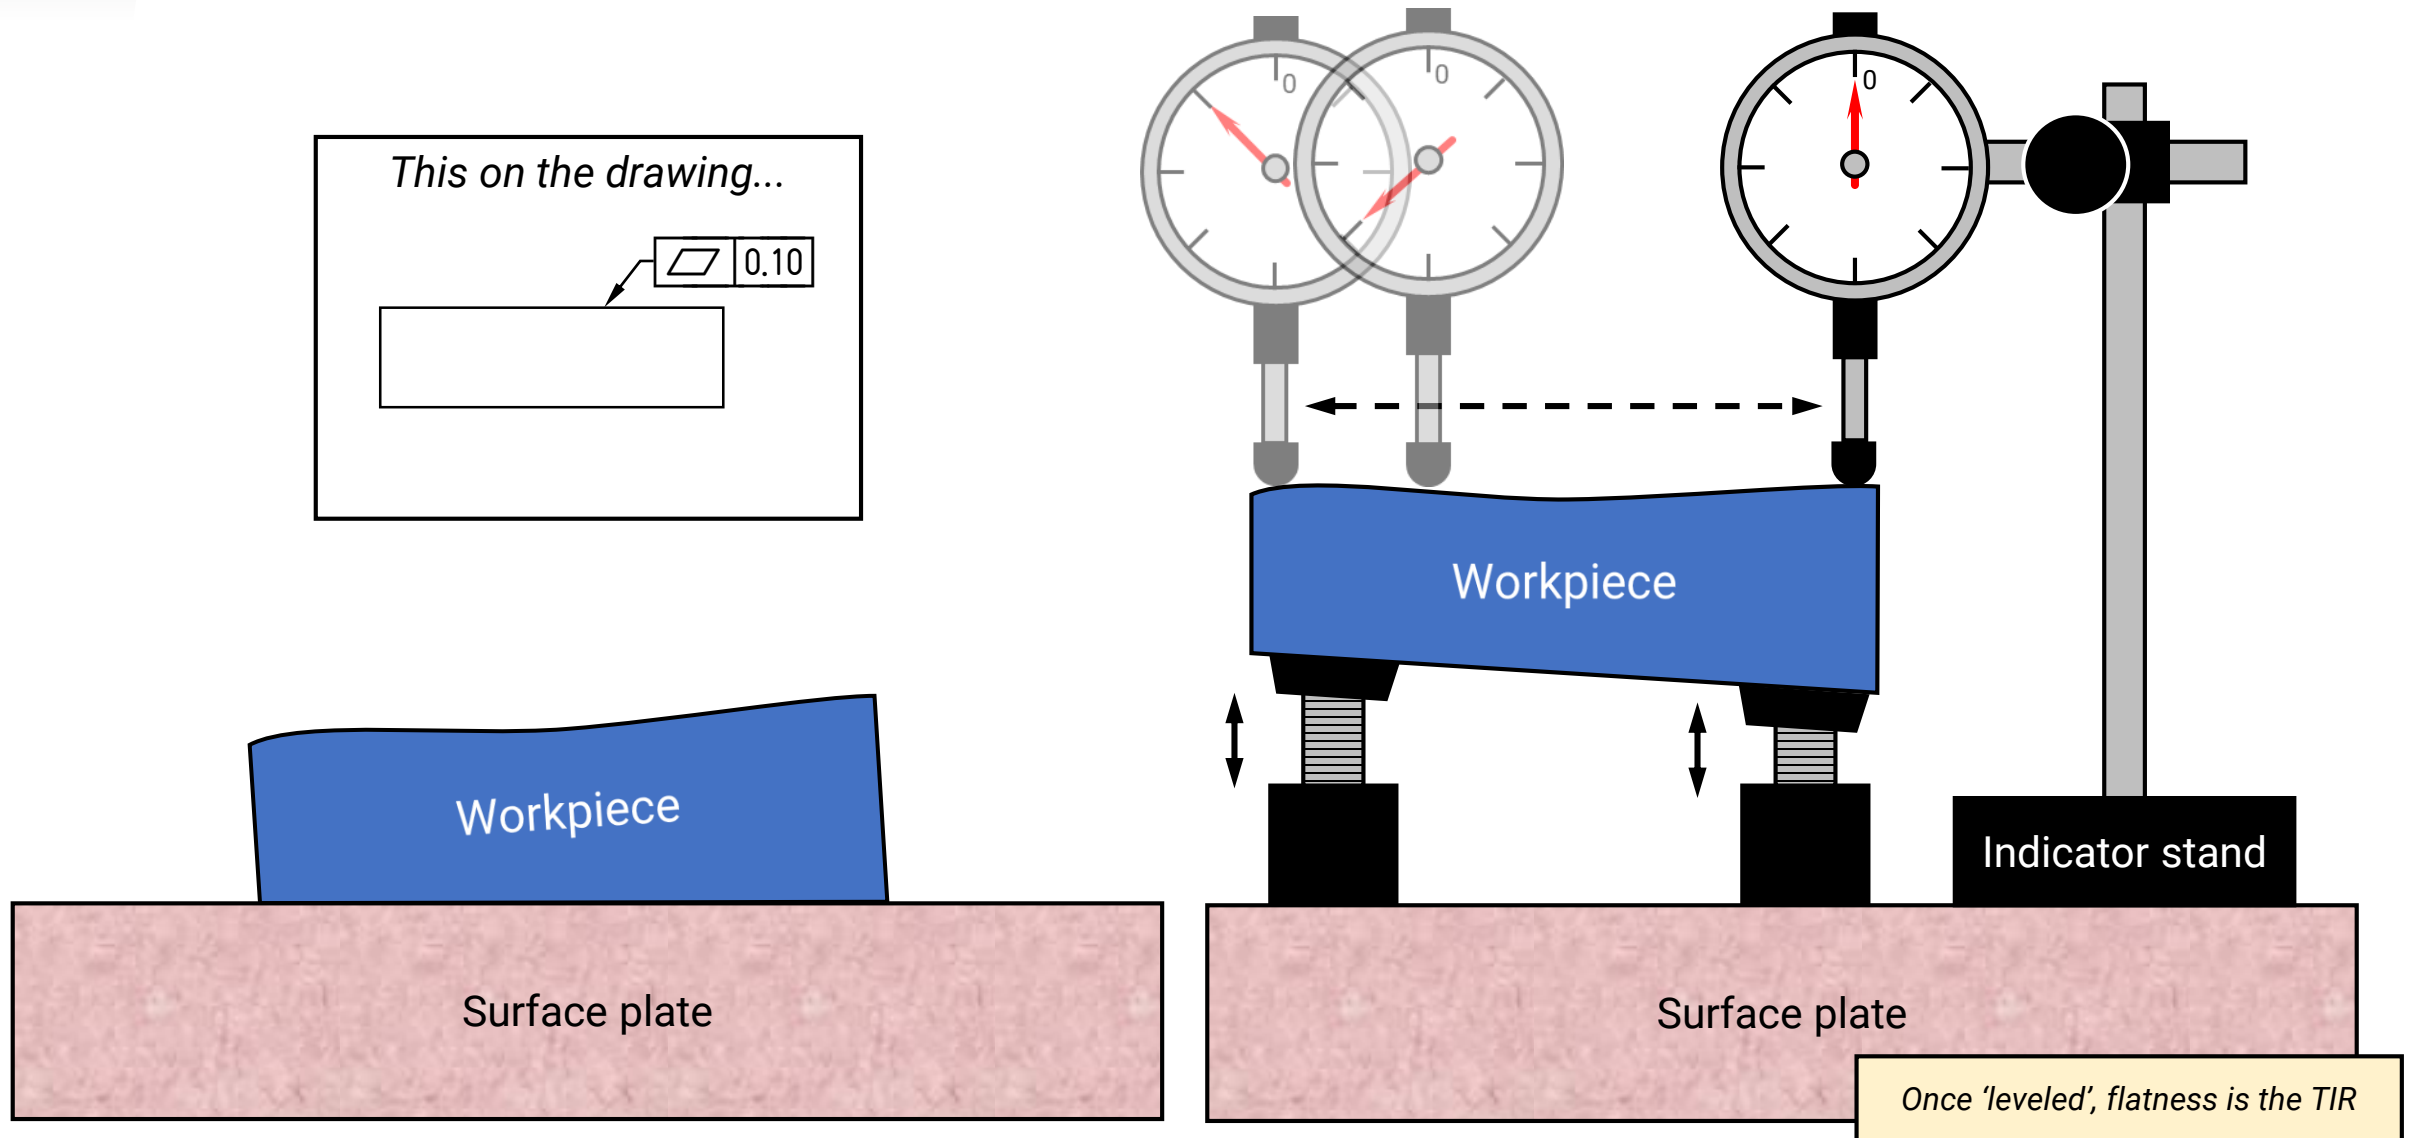 This on the drawing...
0.10
0
0
0
Workpiece
Workpiece
Indicator stand
Surface plate
Surface plate
Once ‘leveled’, flatness is the TIR